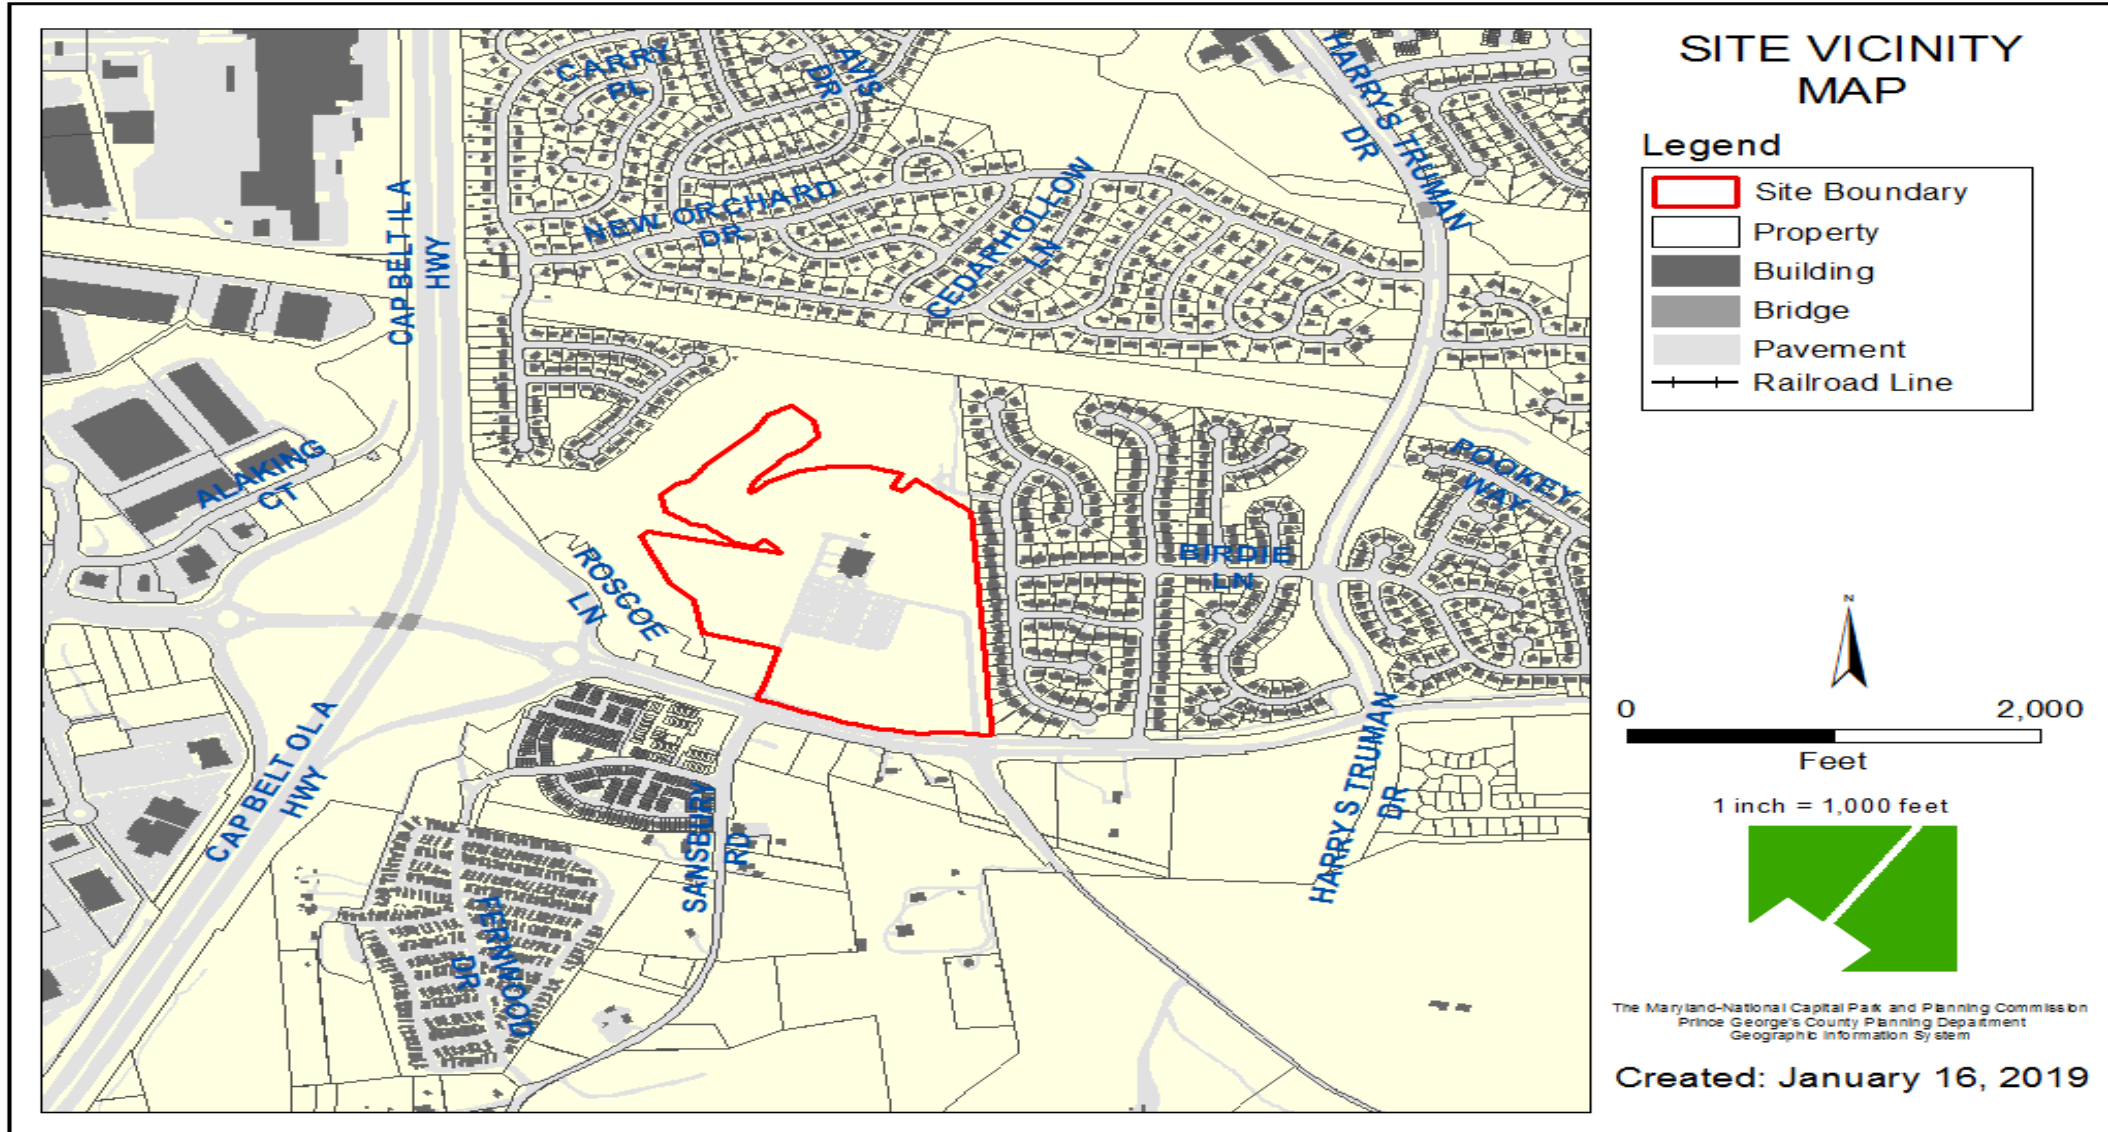 SITE VICINITY
MAP
Legend
Site Boundary
Property
Building
Bridge
Pavement
Railroad Line
N
0 2,000
Feet
1 inch = 1,000 feet
The Maryland-National Capital Park and Planning Commission
Prince George's County Planning Department
Geographic Information System
Created: January 16, 2019
CARRY
PL
AVIS
DR
HARRY S TRUMAN
DR
NEW ORCHARD
DR
CEDARHOLLOW
LN
CAP BELT ILA
HWY
ALAKING
CT
ROSCOE
LN
BIRDIE
LN
POOKEY
WAY
CAP BELT OL A
HWY
SANSBURY
RD
HARRY S TRUMAN
DR
FERNWOOD
DR